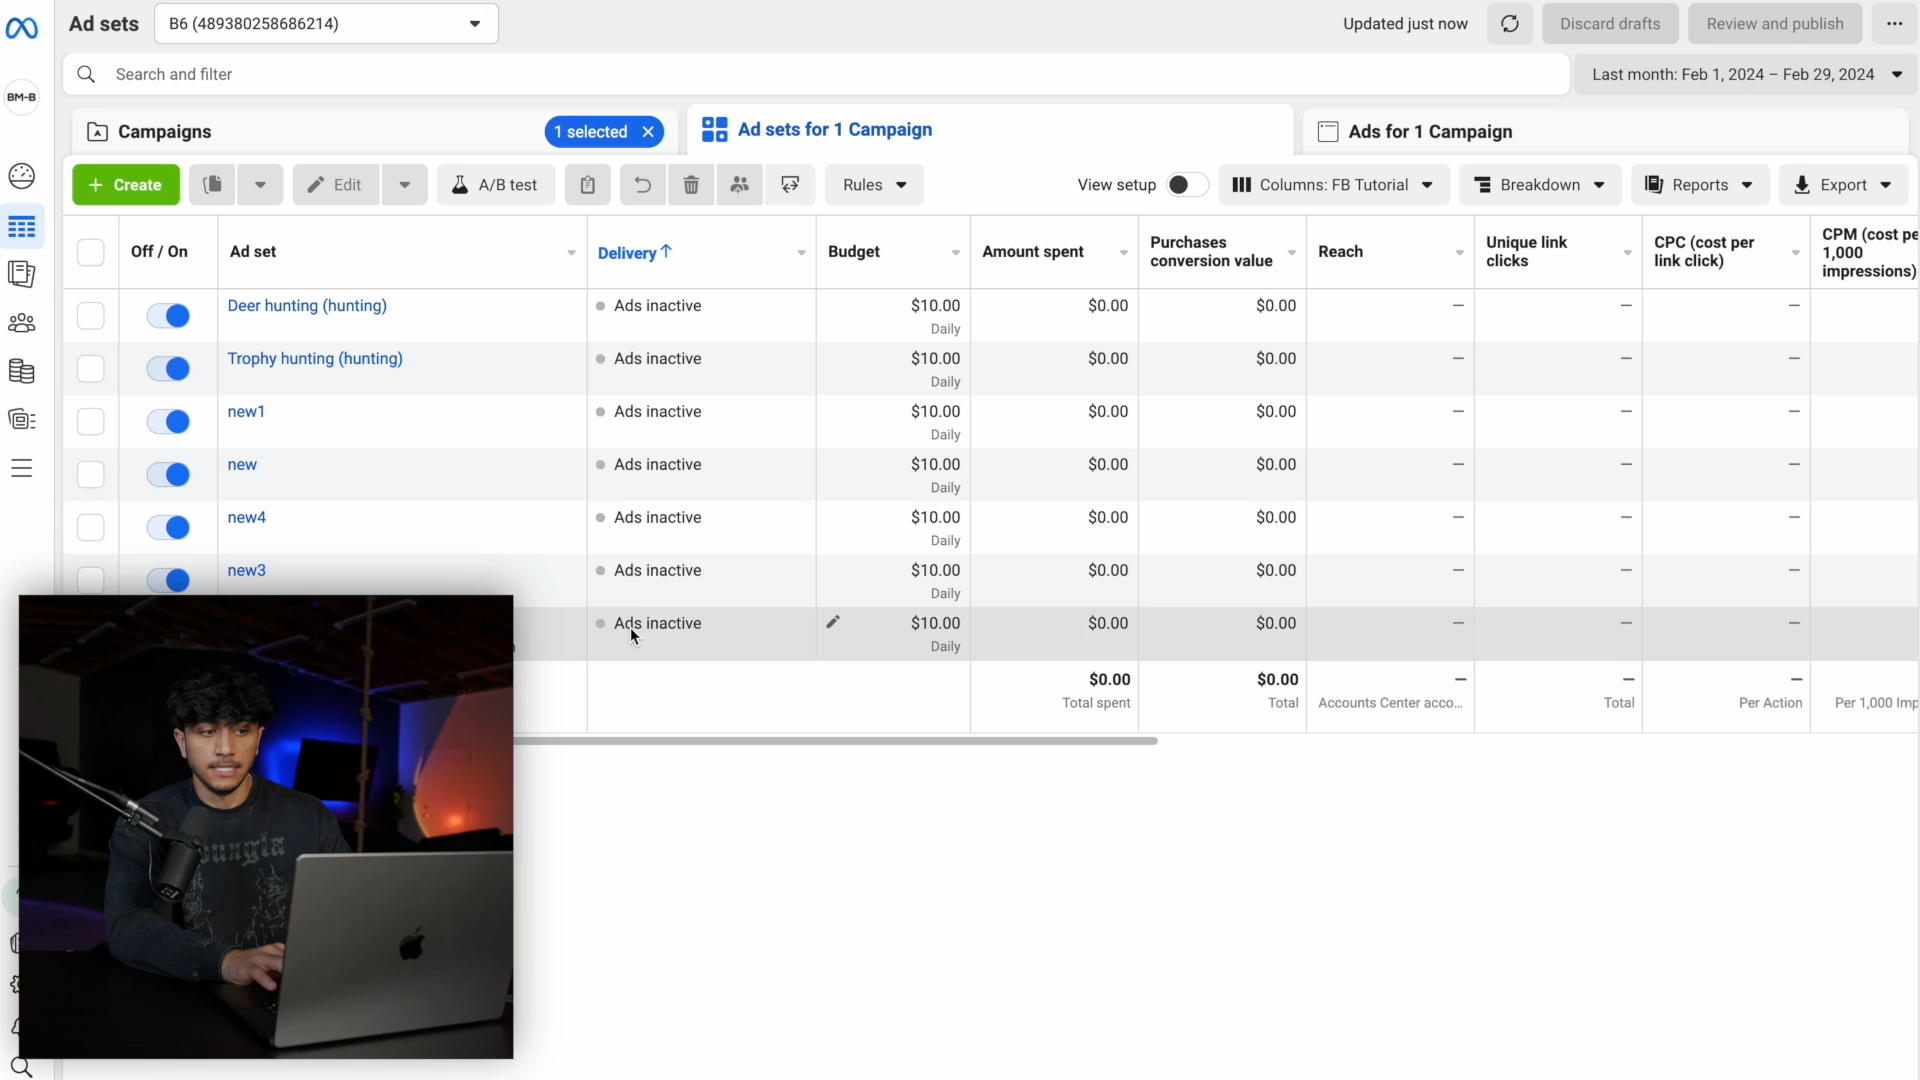 Ad sets
B6 (489380258686214)
Updated just now
Discard drafts
Review and publish
BM-B
Search and filter
Last month: Feb 1, 2024 – Feb 29, 2024
Campaigns
1 selected
Ad sets for 1 Campaign
Ads for 1 Campaign
+ Create
Edit
A/B test
Rules
View setup
Columns: FB Tutorial
Breakdown
Reports
Export
Off / On
Ad set
Delivery ↑
Budget
Amount spent
Purchases
conversion value
Reach
Unique link
clicks
CPC (cost per
link click)
CPM (cost pe
1,000
impressions)
Deer hunting (hunting)
Ads inactive
$10.00
Daily
$0.00
$0.00
—
—
—
Trophy hunting (hunting)
Ads inactive
$10.00
Daily
$0.00
$0.00
—
—
—
new1
Ads inactive
$10.00
Daily
$0.00
$0.00
—
—
—
new
Ads inactive
$10.00
Daily
$0.00
$0.00
—
—
—
new4
Ads inactive
$10.00
Daily
$0.00
$0.00
—
—
—
new3
Ads inactive
$10.00
Daily
$0.00
$0.00
—
—
—
Ads inactive
$10.00
Daily
$0.00
$0.00
—
—
—
$0.00
Total spent
$0.00
Total
—
Accounts Center acco...
—
Total
—
Per Action
Per 1,000 Imp